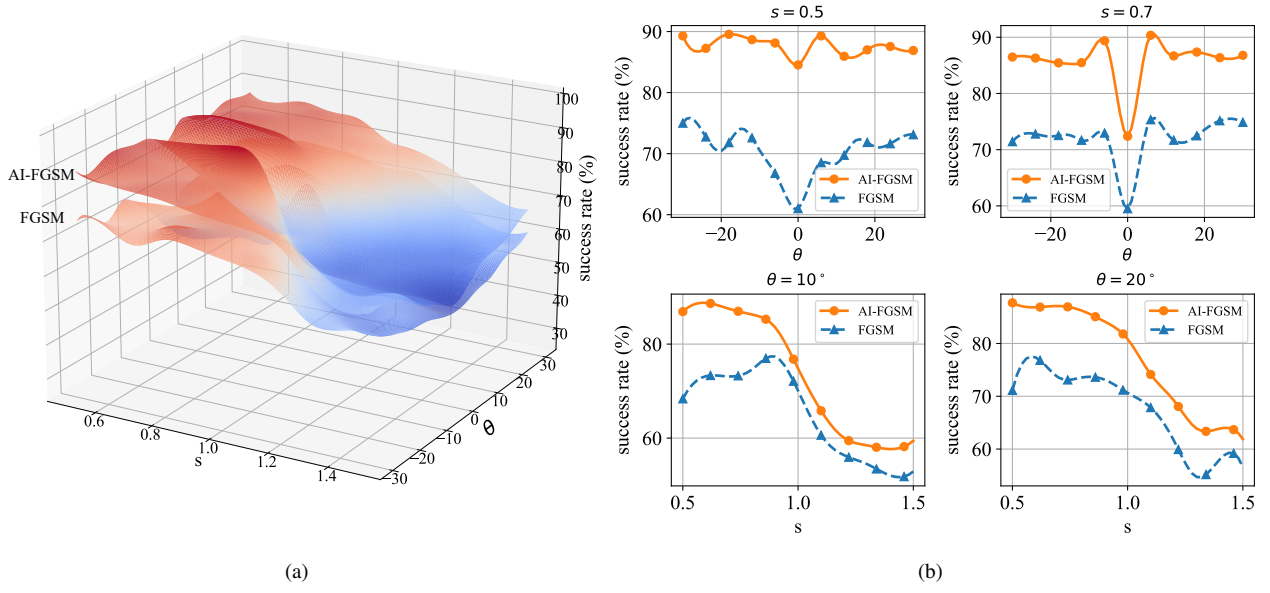 AI-FGSM
FGSM
100
90
80
70
60
50
40
30
success rate (%)
0.6
0.8
1.0
1.2
1.4
s
−30
−20
−10
0
10
20
30
θ
(a)
s = 0.5
90
80
70
60
success rate (%)
−20
0
20
θ
AI-FGSM
FGSM
s = 0.7
90
80
70
60
success rate (%)
−20
0
20
θ
AI-FGSM
FGSM
θ = 10°
80
60
success rate (%)
0.5
1.0
1.5
s
AI-FGSM
FGSM
θ = 20°
80
70
60
success rate (%)
0.5
1.0
1.5
s
AI-FGSM
FGSM
(b)